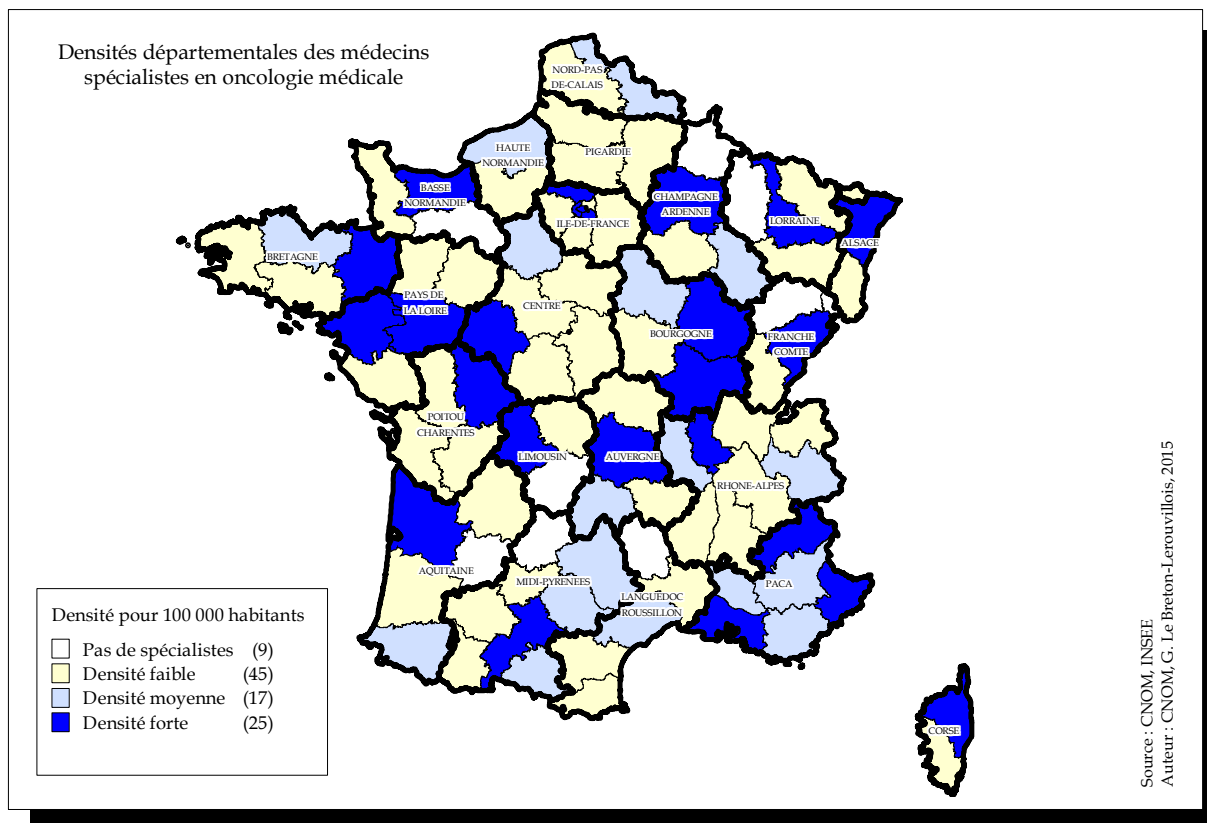 Densités départementales des médecins
spécialistes en oncologie médicale
NORD-PAS
DE-CALAIS
HAUTE
NORMANDIE
PICARDIE
BASSE
NORMANDIE
CHAMPAGNE
ARDENNE
ILE-DE-FRANCE
LORRAINE
ALSACE
BRETAGNE
PAYS DE
LA LOIRE
CENTRE
BOURGOGNE
FRANCHE
COMTE
POITOU
CHARENTES
LIMOUSIN
AUVERGNE
RHONE-ALPES
AQUITAINE
MIDI-PYRENEES
LANGUEDOC
ROUSSILLON
PACA
CORSE
Densité pour 100 000 habitants
Pas de spécialistes (9)
Densité faible (45)
Densité moyenne (17)
Densité forte (25)
Source : CNOM, INSEE
Auteur : CNOM, G. Le Breton-Lerouvillois, 2015